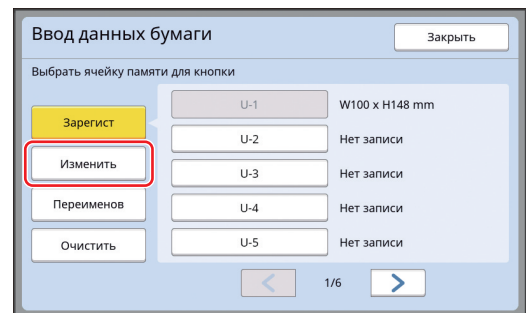 Ввод данных бумаги
Закрыть
Выбрать ячейку памяти для кнопки
Зарегист
Изменить
Переименов
Очистить
U-1 W100 x H148 mm
U-2 Нет записи
U-3 Нет записи
U-4 Нет записи
U-5 Нет записи
1/6